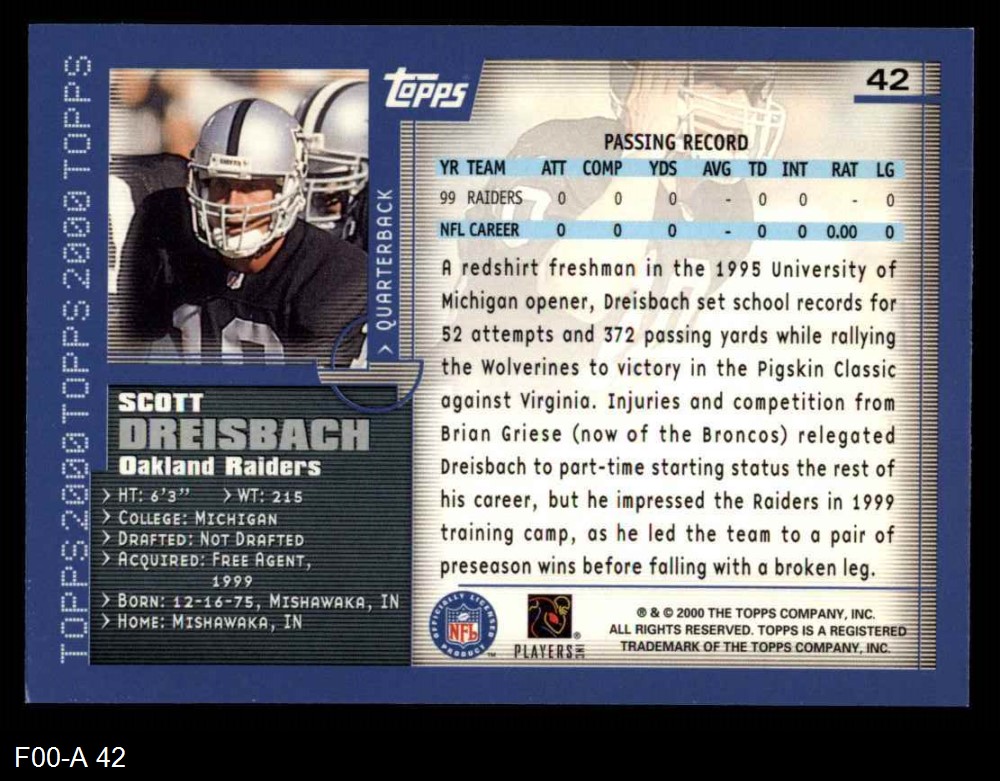 TOPPS 2000 TOPPS 2000 TOPPS 2000 TOPPS
Topps
42
> QUARTERBACK
PASSING RECORD
YR TEAM ATT COMP YDS AVG TD INT RAT LG
99 RAIDERS 0 0 0 - 0 0 - 0
NFL CAREER 0 0 0 - 0 0 0.00 0
A redshirt freshman in the 1995 University of
Michigan opener, Dreisbach set school records for
52 attempts and 372 passing yards while rallying
the Wolverines to victory in the Pigskin Classic
against Virginia. Injuries and competition from
Brian Griese (now of the Broncos) relegated
Dreisbach to part-time starting status the rest of
his career, but he impressed the Raiders in 1999
training camp, as he led the team to a pair of
preseason wins before falling with a broken leg.
SCOTT
DREISBACH
Oakland Raiders
> HT: 6'3" > WT: 215
> COLLEGE: MICHIGAN
> DRAFTED: NOT DRAFTED
> ACQUIRED: FREE AGENT,
1999
> BORN: 12-16-75, MISHAWAKA, IN
> HOME: MISHAWAKA, IN
OFFICIALLY LICENSED
NFL
PRODUCT
TM
PLAYERS INC
® & © 2000 THE TOPPS COMPANY, INC.
ALL RIGHTS RESERVED. TOPPS IS A REGISTERED
TRADEMARK OF THE TOPPS COMPANY, INC.
F00-A 42